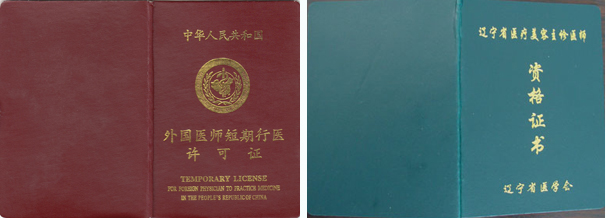 中华人民共和国
外国医师短期行医
许可证
TEMPORARY LICENSE
FOR FOREIGN PHYSICIAN TO PRACTICE MEDICINE
IN THE PEOPLE'S REPUBLIC OF CHINA
辽宁省医疗美容主诊医师
资格证书
辽宁省医学会